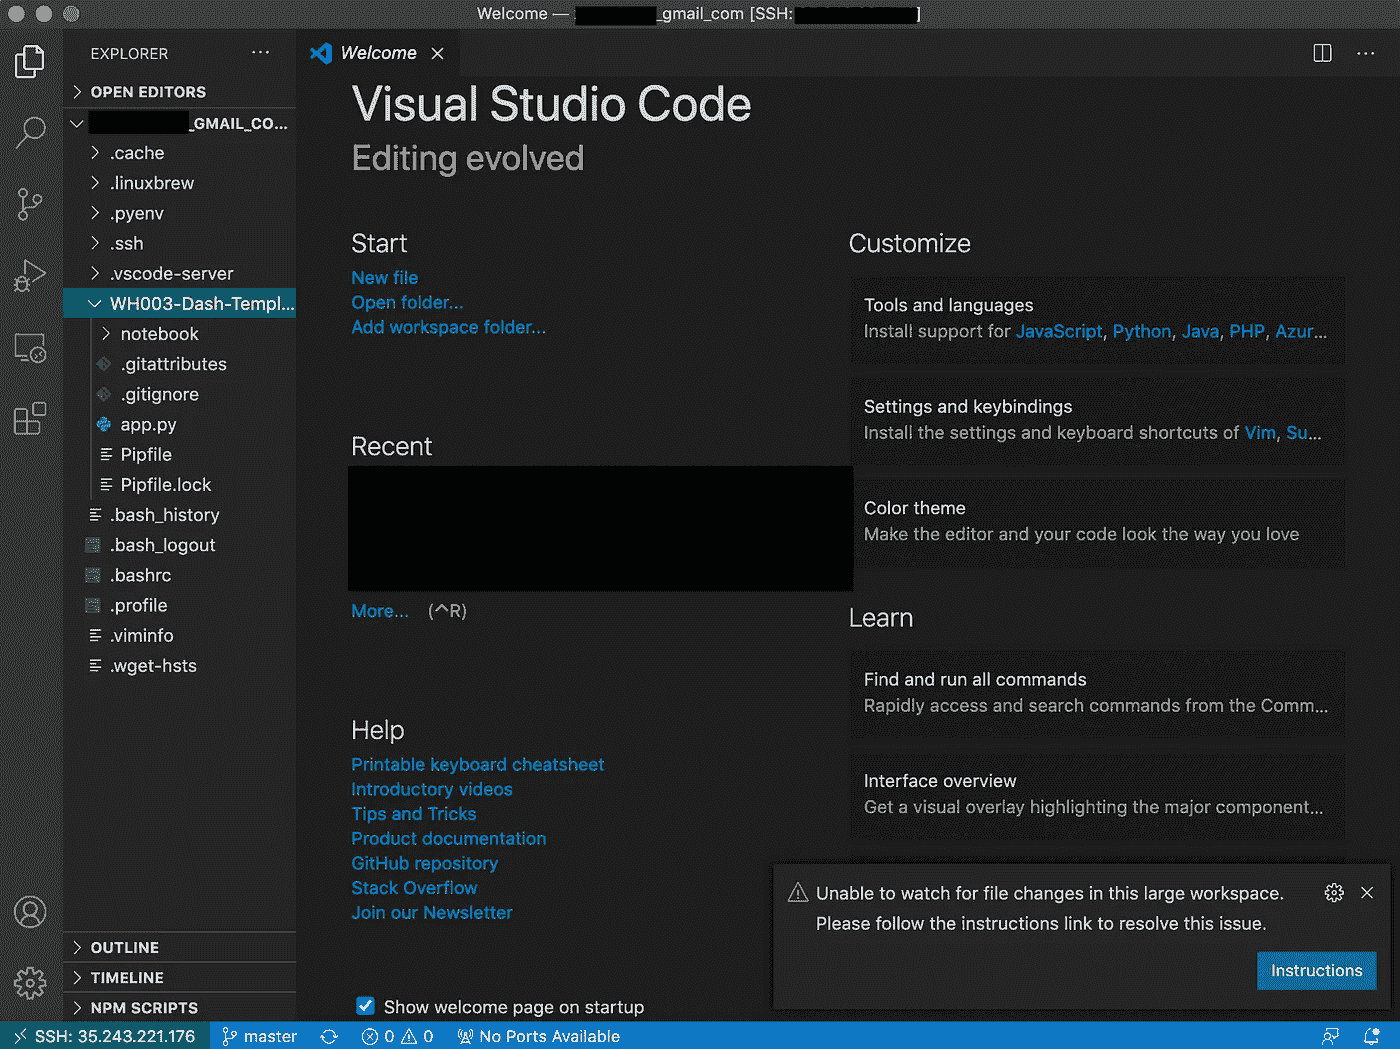 Welcome — _gmail_com [SSH: ]
EXPLORER
Welcome
OPEN EDITORS
_GMAIL_CO...
.cache
.linuxbrew
.pyenv
.ssh
.vscode-server
WH003-Dash-Templ...
notebook
.gitattributes
.gitignore
app.py
Pipfile
Pipfile.lock
.bash_history
.bash_logout
.bashrc
.profile
.viminfo
.wget-hsts
OUTLINE
TIMELINE
NPM SCRIPTS
Visual Studio Code
Editing evolved
Start
New file
Open folder...
Add workspace folder...
Recent
More... (^R)
Help
Printable keyboard cheatsheet
Introductory videos
Tips and Tricks
Product documentation
GitHub repository
Stack Overflow
Join our Newsletter
Show welcome page on startup
Customize
Tools and languages
Install support for JavaScript, Python, Java, PHP, Azur...
Settings and keybindings
Install the settings and keyboard shortcuts of Vim, Su...
Color theme
Make the editor and your code look the way you love
Learn
Find and run all commands
Rapidly access and search commands from the Comm...
Interface overview
Get a visual overlay highlighting the major component...
Unable to watch for file changes in this large workspace.
Please follow the instructions link to resolve this issue.
Instructions
SSH: 35.243.221.176 master 0 0 No Ports Available